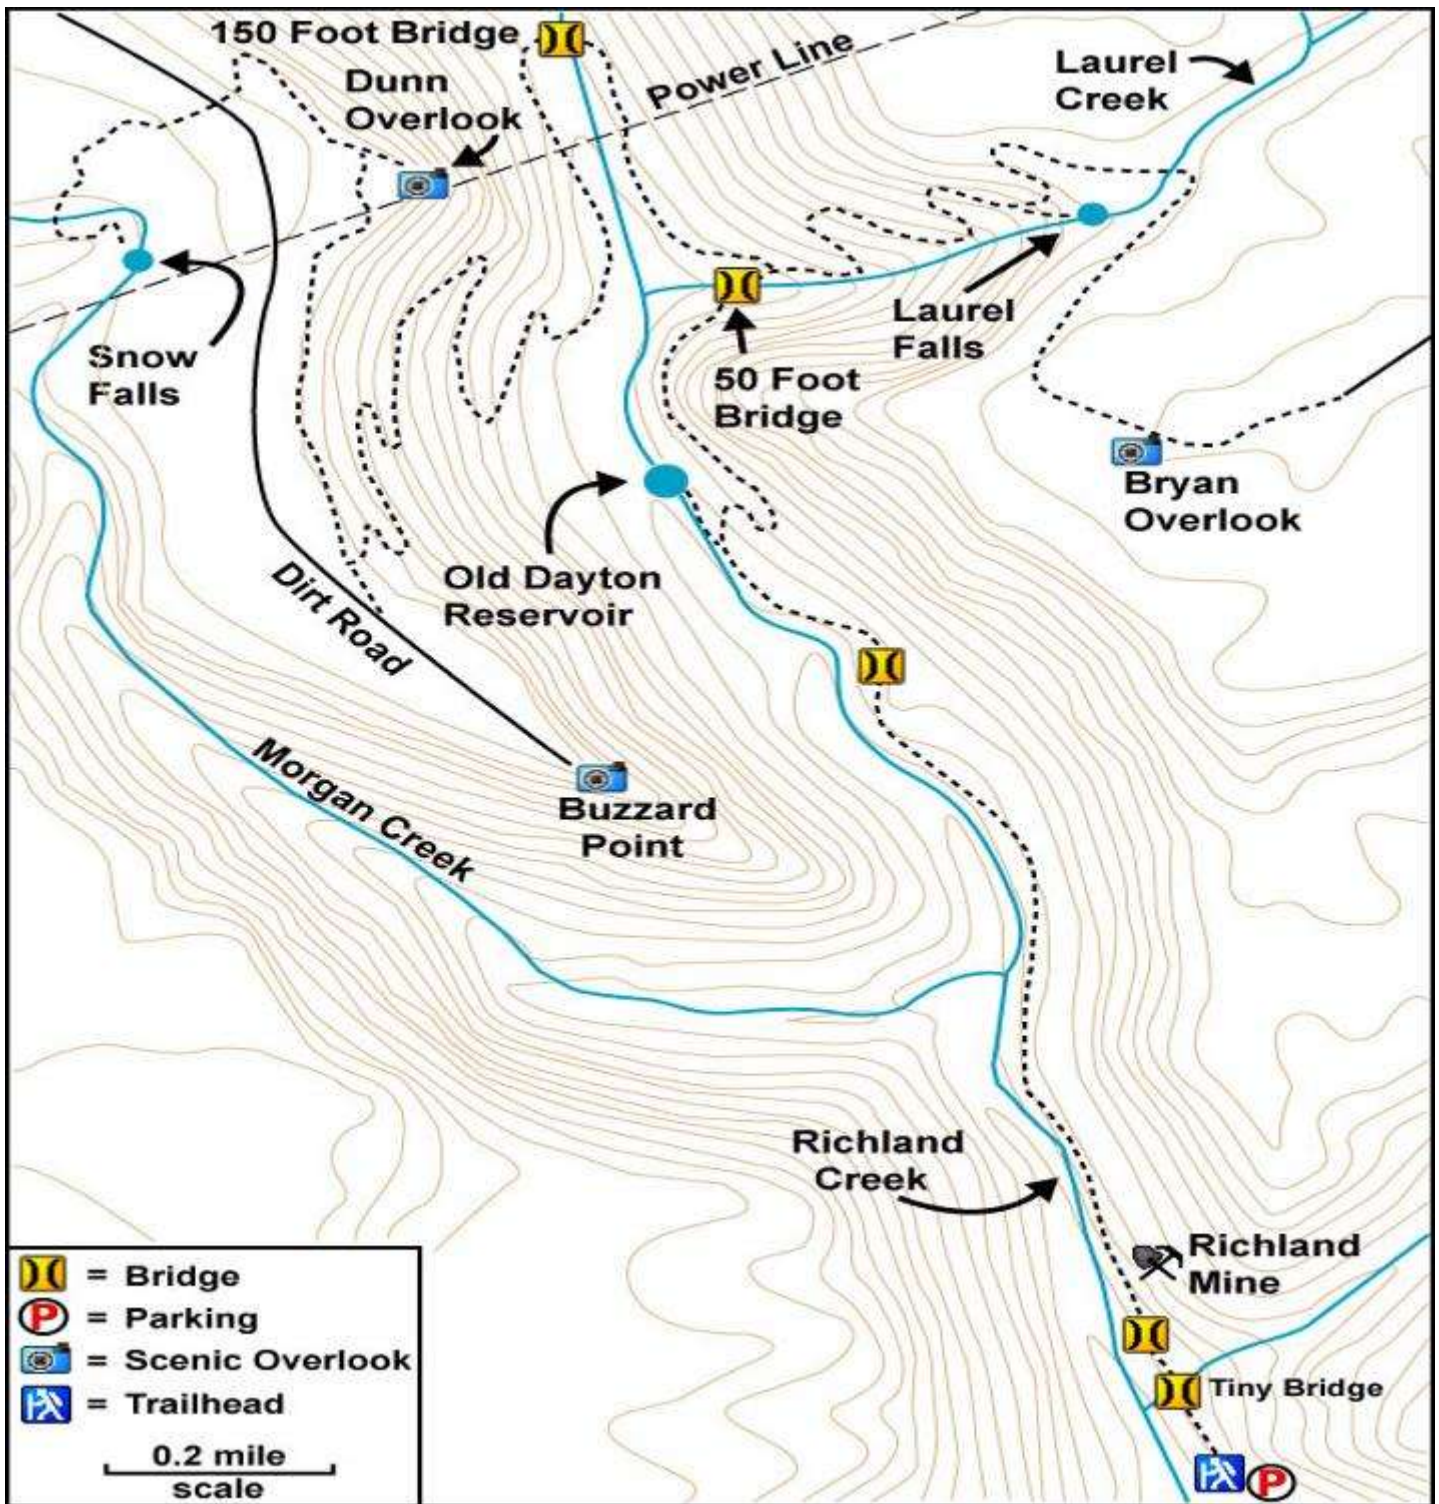 150 Foot Bridge
Dunn
Overlook
Power Line
Laurel
Creek
Snow
Falls
Laurel
Falls
50 Foot
Bridge
Bryan
Overlook
Old Dayton
Reservoir
Dirt Road
Morgan Creek
Buzzard
Point
Richland
Creek
Richland
Mine
Tiny Bridge
P
= Bridge
P = Parking
= Scenic Overlook
= Trailhead
0.2 mile
scale